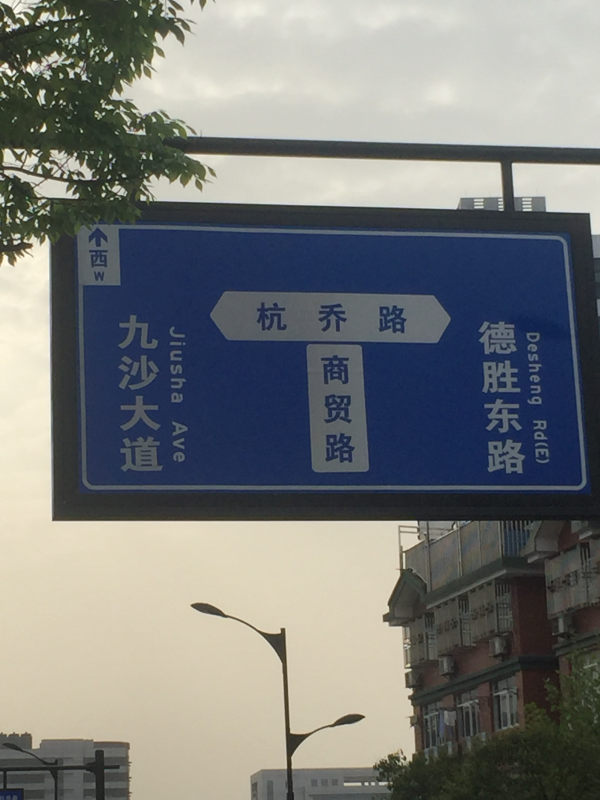 西
W
杭乔路
商贸路
九沙大道
Jiusha Ave
德胜东路
Desheng Rd(E)